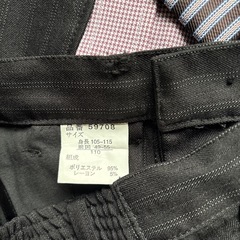 品番 59708
サイズ
身長 105-115
胴囲 49-55
110
組成
ポリエステル 95%
レーヨン 5%